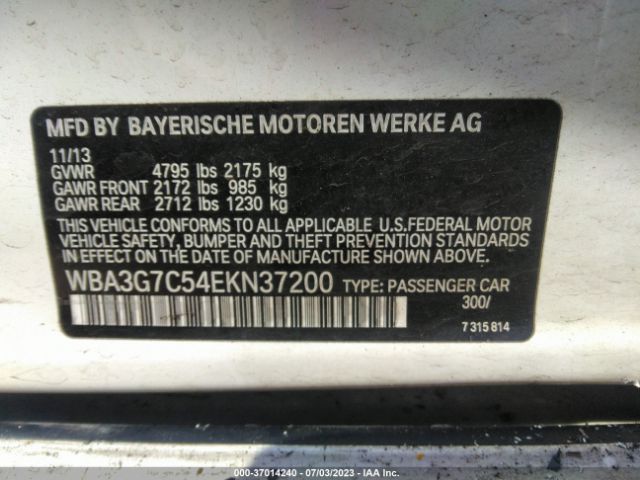 MFD BY BAYERISCHE MOTOREN WERKE AG
11/13
GVWR 4795 lbs 2175 kg
GAWR FRONT 2172 lbs 985 kg
GAWR REAR 2712 lbs 1230 kg
THIS VEHICLE CONFORMS TO ALL APPLICABLE U.S.FEDERAL MOTOR
VEHICLE SAFETY, BUMPER AND THEFT PREVENTION STANDARDS
IN EFFECT ON THE DATE OF MANUFACTURE SHOWN ABOVE.
WBA3G7C54EKN37200 TYPE: PASSENGER CAR
300/
7 315 814
© 37014240 - 07/03/2023 - IAA Inc.